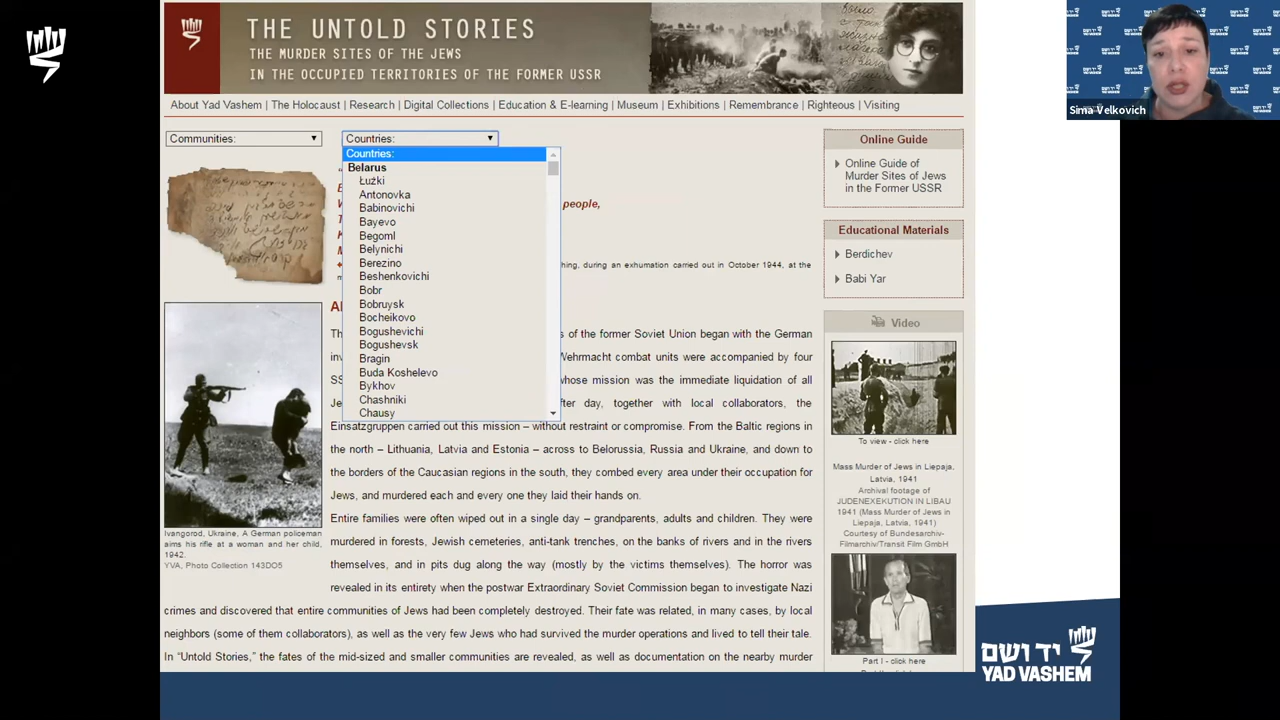 THE UNTOLD STORIES
THE MURDER SITES OF THE JEWS
IN THE OCCUPIED TERRITORIES OF THE FORMER USSR
About Yad Vashem | The Holocaust | Research | Digital Collections | Education & E-learning | Museum | Exhibitions | Remembrance | Righteous | Visiting
Communities:
Countries:
Countries:
Belarus
Łużki
Antonovka
Babinovichi
Bayevo
Begoml
Belynichi
Berezino
Beshenkovichi
Bobr
Bobruysk
Bocheikovo
Bogushevichi
Bogushevsk
Bragin
Buda Koshelevo
Bykhov
Chashniki
Chausy
people,
hing, during an exhumation carried out in October 1944, at the
s of the former Soviet Union began with the German
Wehrmacht combat units were accompanied by four
whose mission was the immediate liquidation of all
fter day, together with local collaborators, the
Einsatzgruppen carried out this mission – without restraint or compromise. From the Baltic regions in
the north – Lithuania, Latvia and Estonia – across to Belorussia, Russia and Ukraine, and down to
the borders of the Caucasian regions in the south, they combed every area under their occupation for
Jews, and murdered each and every one they laid their hands on.
Entire families were often wiped out in a single day – grandparents, adults and children. They were
murdered in forests, Jewish cemeteries, anti-tank trenches, on the banks of rivers and in the rivers
themselves, and in pits dug along the way (mostly by the victims themselves). The horror was
revealed in its entirety when the postwar Extraordinary Soviet Commission began to investigate Nazi
crimes and discovered that entire communities of Jews had been completely destroyed. Their fate was related, in many cases, by local
neighbors (some of them collaborators), as well as the very few Jews who had survived the murder operations and lived to tell their tale.
In “Untold Stories,” the fates of the mid-sized and smaller communities are revealed, as well as documentation on the nearby murder
Ivangorod, Ukraine, A German policeman
aims his rifle at a woman and her child,
1942.
YVA, Photo Collection 143DO5
Online Guide
Online Guide of
Murder Sites of Jews
in the Former USSR
Educational Materials
Berdichev
Babi Yar
Video
To view - click here
Mass Murder of Jews in Liepaja,
Latvia, 1941
Archival footage of
JUDENEXEKUTION IN LIBAU
1941 (Mass Murder of Jews in
Liepaja, Latvia, 1941)
Courtesy of Bundesarchiv-
Filmarchiv/Transit Film GmbH
Part I - click here
Sima Velkovich
יד ושם
YAD VASHEM